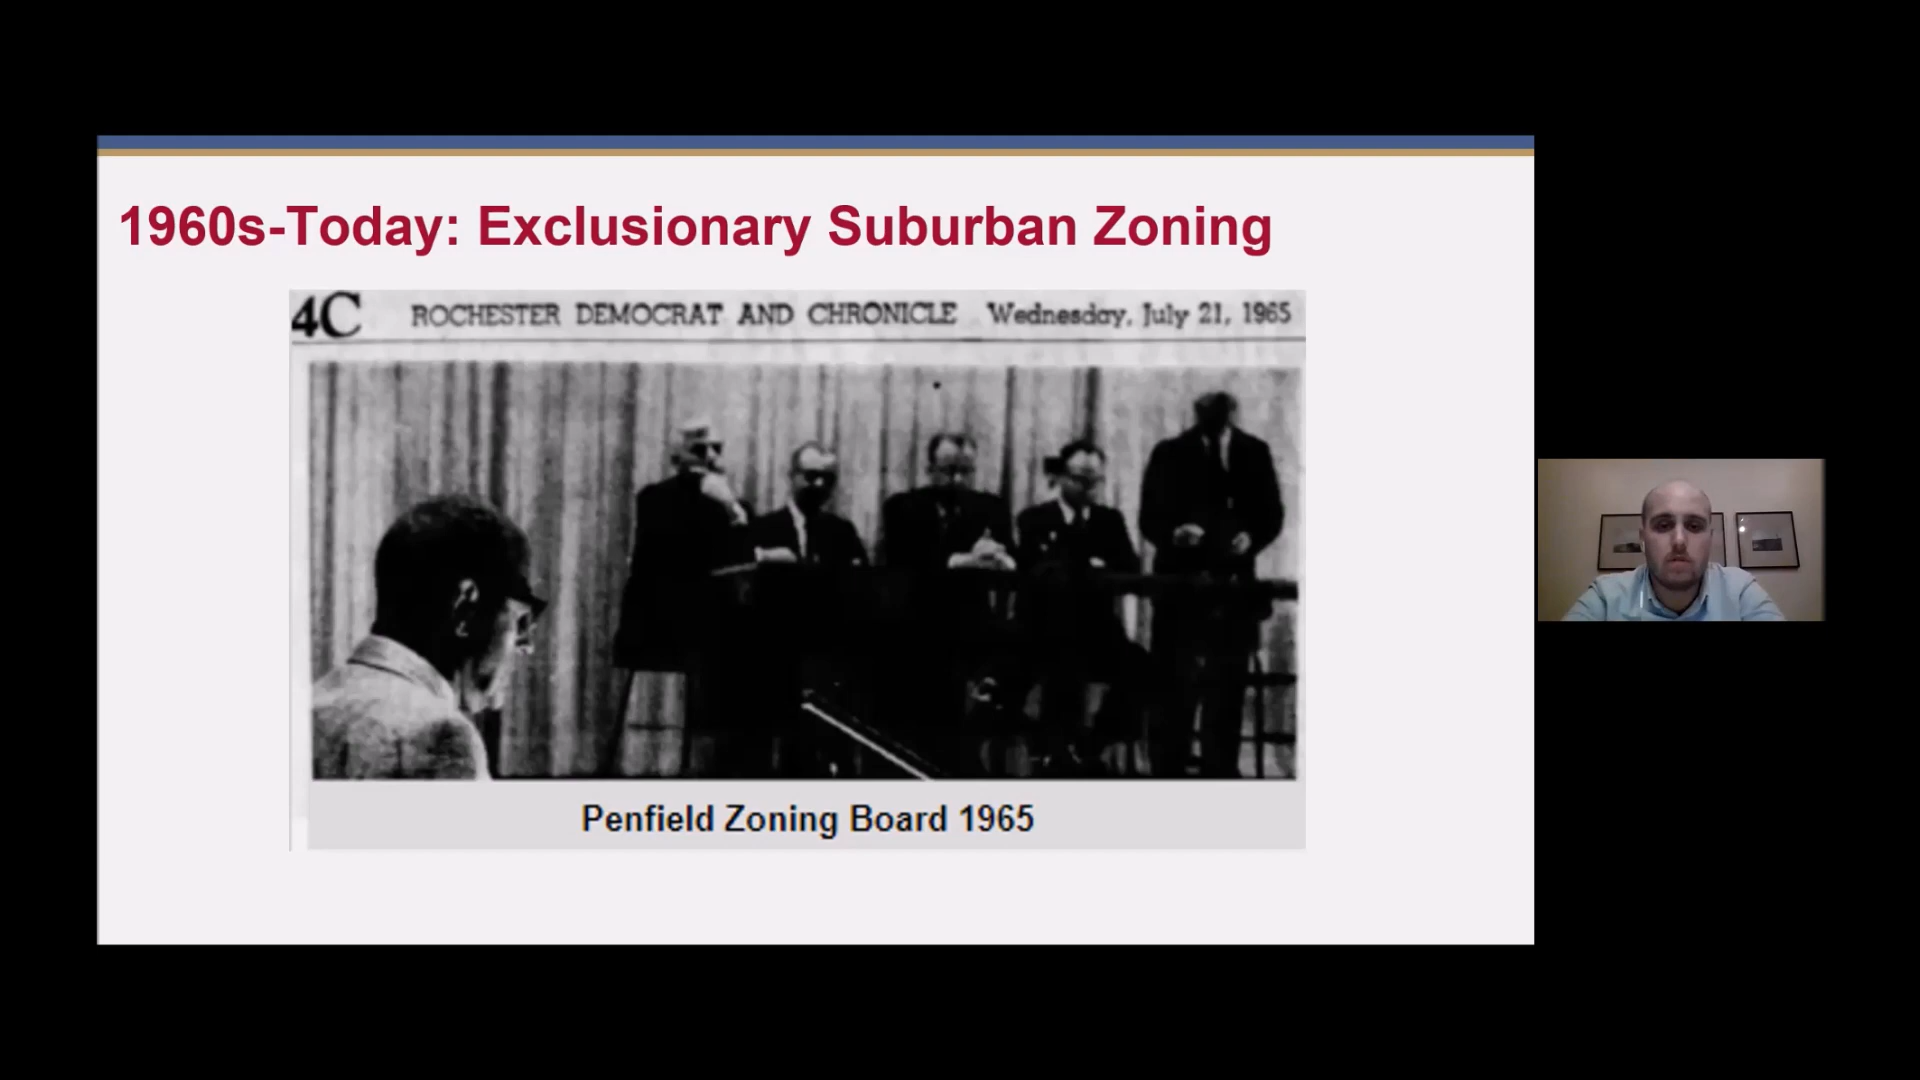 1960s-Today: Exclusionary Suburban Zoning
4C ROCHESTER DEMOCRAT AND CHRONICLE Wednesday, July 21, 1965
Penfield Zoning Board 1965